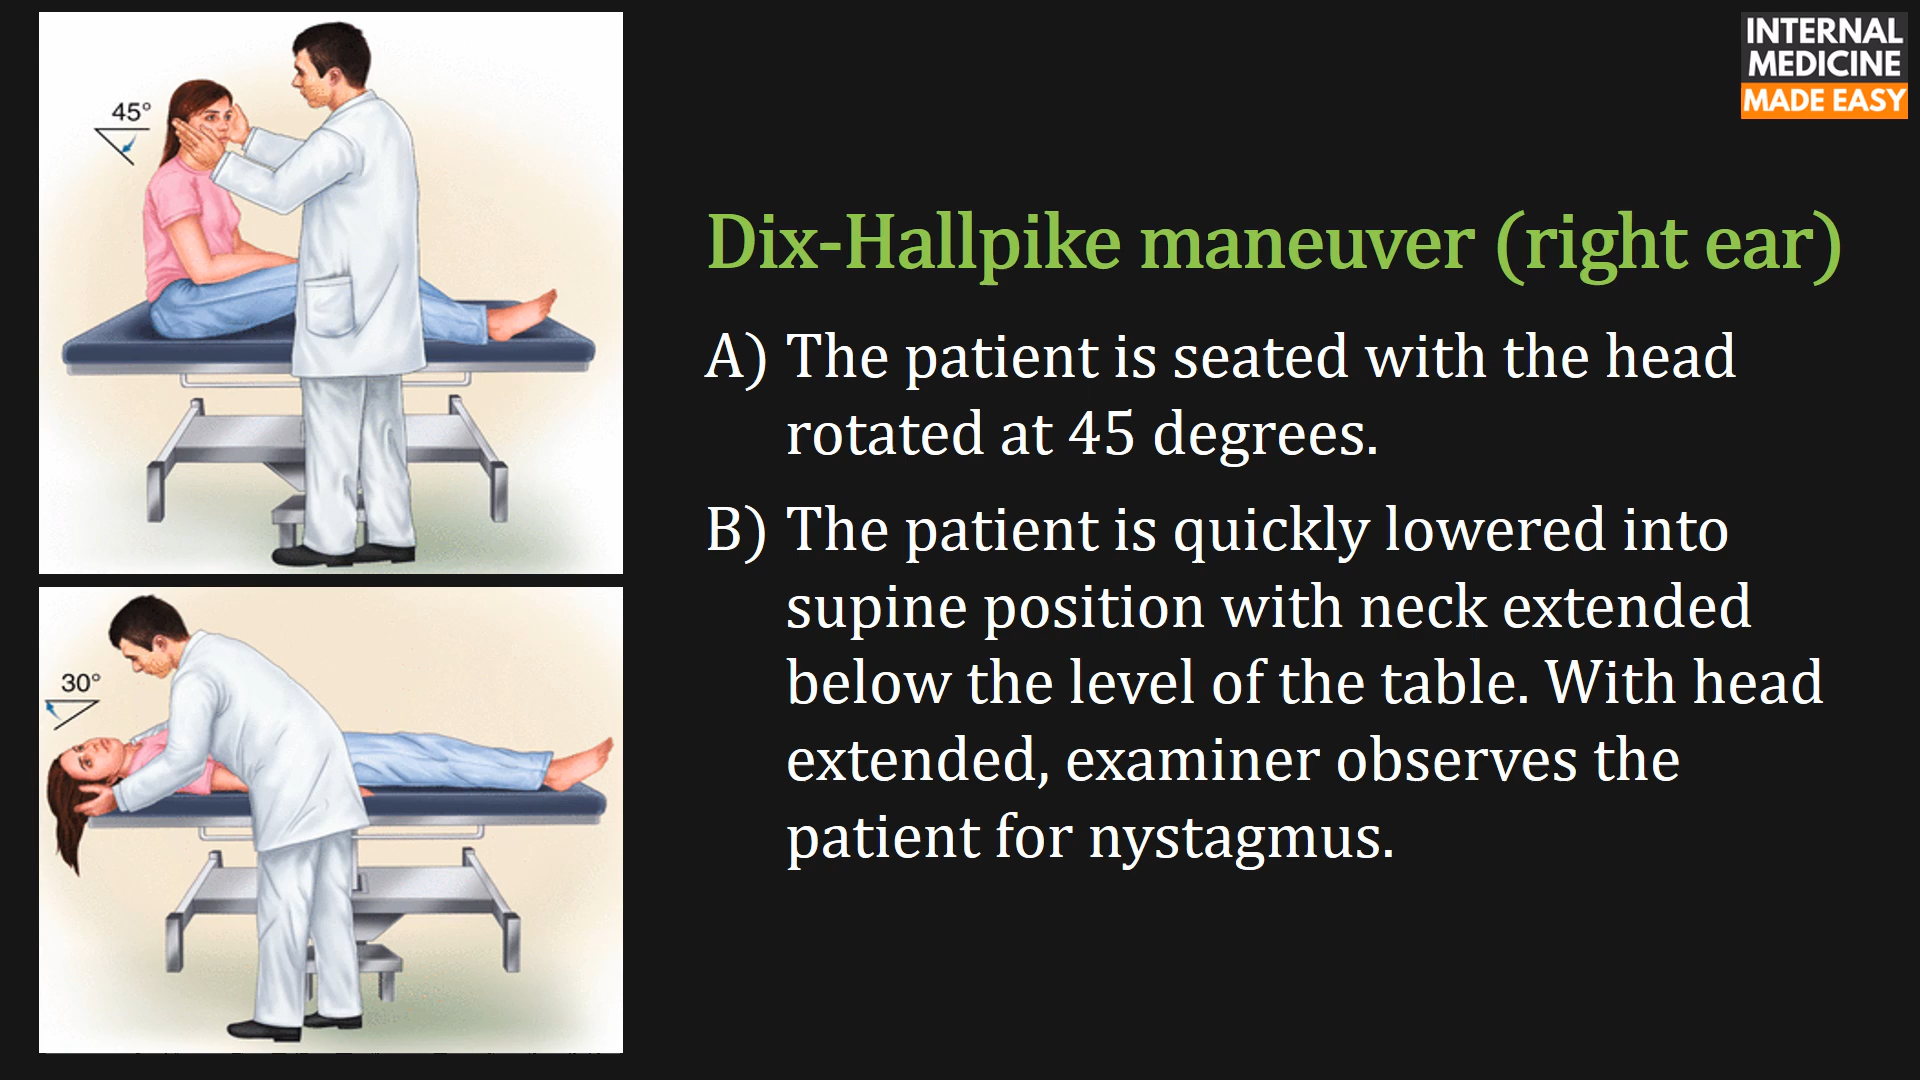 INTERNAL
MEDICINE
MADE EASY
45°
30°
Dix-Hallpike maneuver (right ear)
A) The patient is seated with the head
rotated at 45 degrees.
B) The patient is quickly lowered into
supine position with neck extended
below the level of the table. With head
extended, examiner observes the
patient for nystagmus.